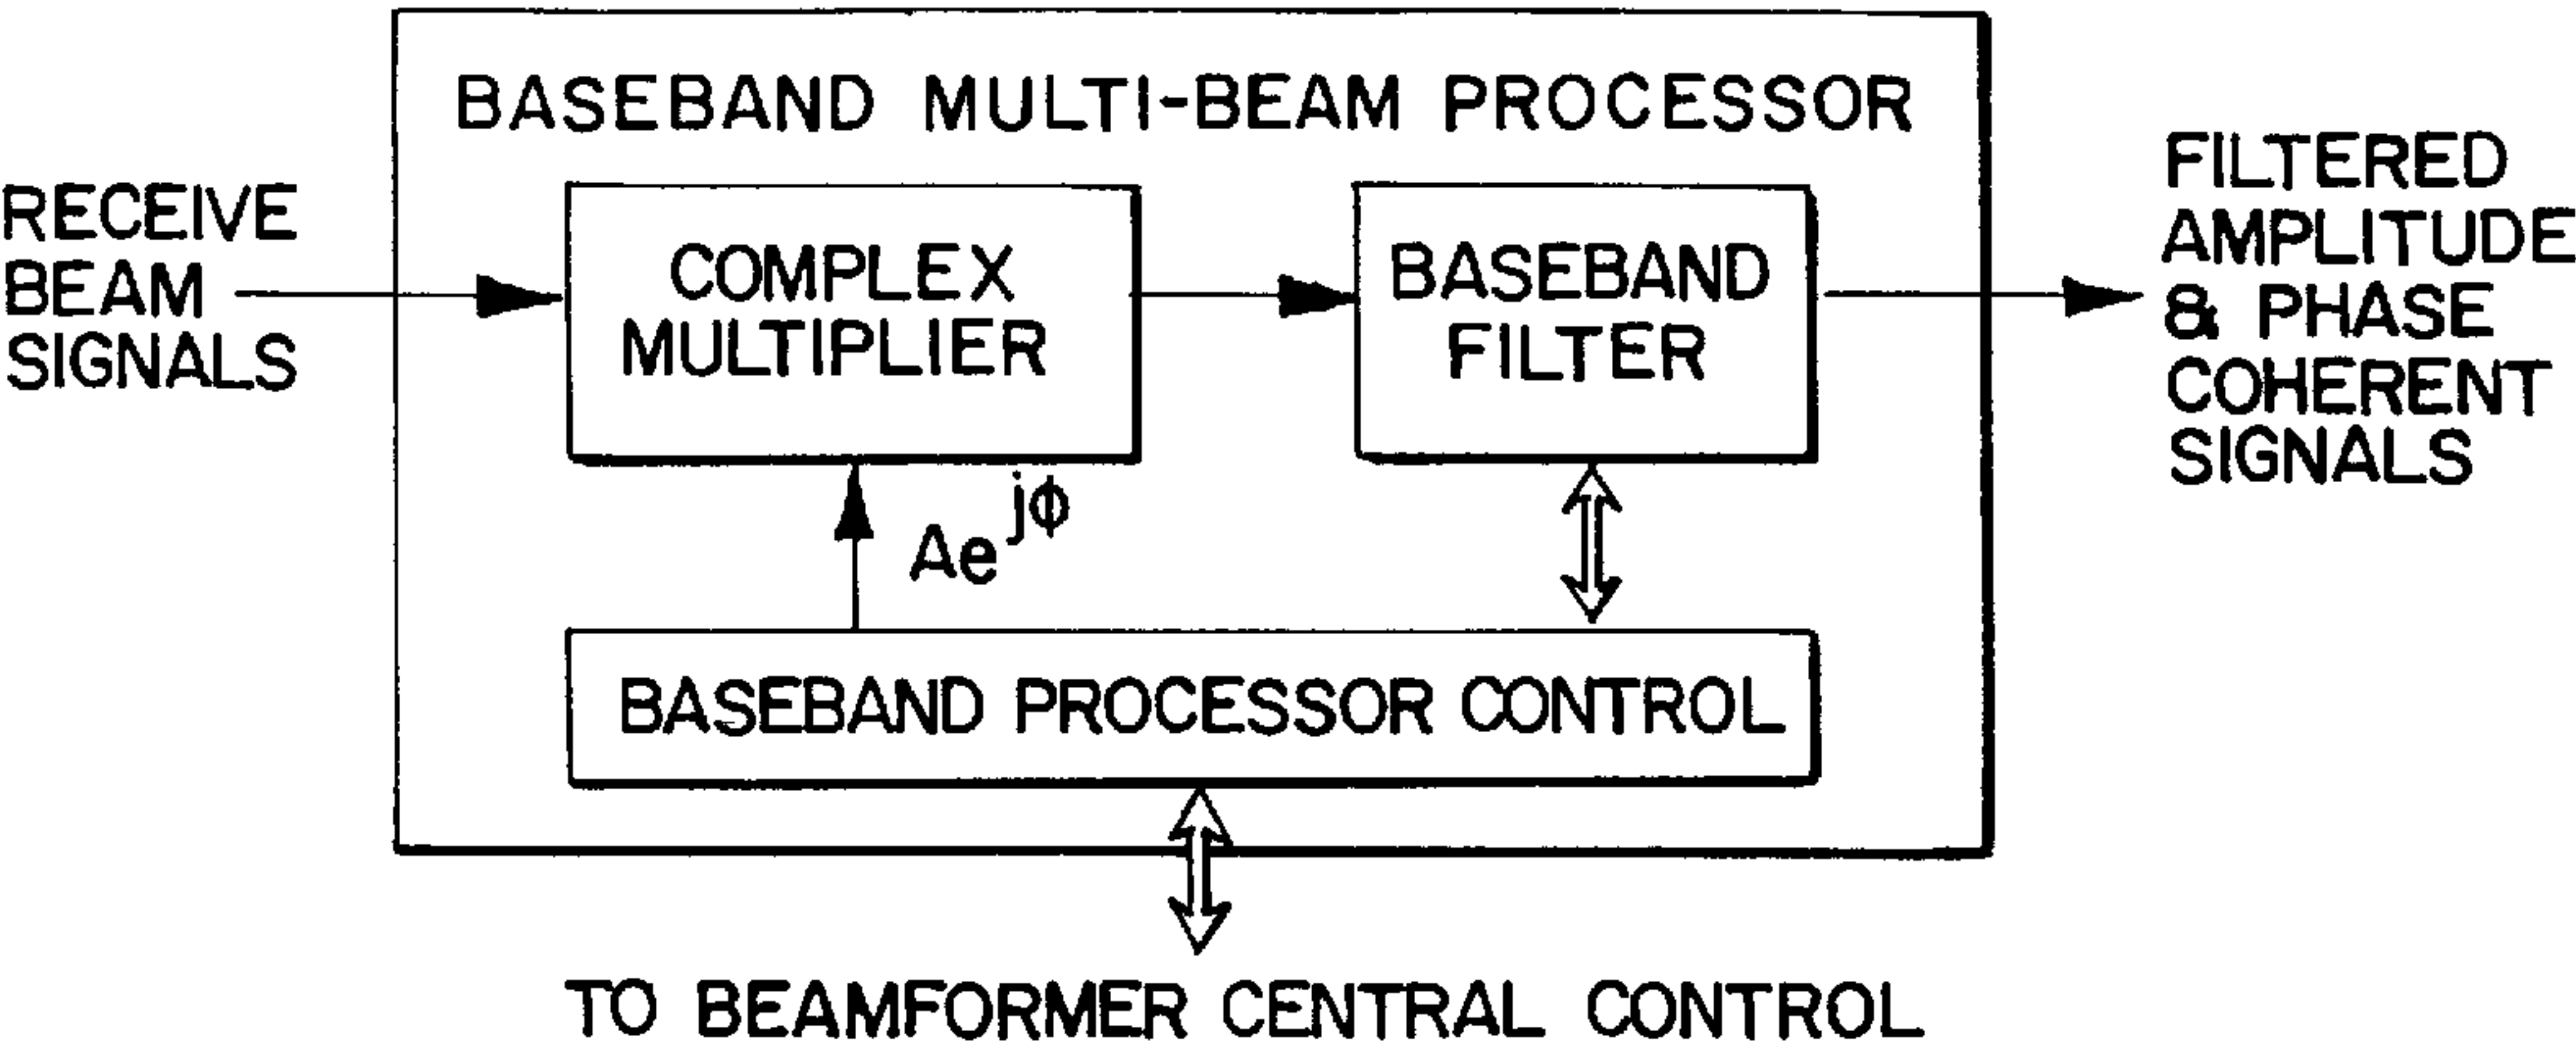 BASEBAND MULTI-BEAM PROCESSOR
RECEIVE
BEAM
SIGNALS
COMPLEX
MULTIPLIER
BASEBAND
FILTER
FILTERED
AMPLITUDE
& PHASE
COHERENT
SIGNALS
Ae^jϕ
BASEBAND PROCESSOR CONTROL
TO BEAMFORMER CENTRAL CONTROL